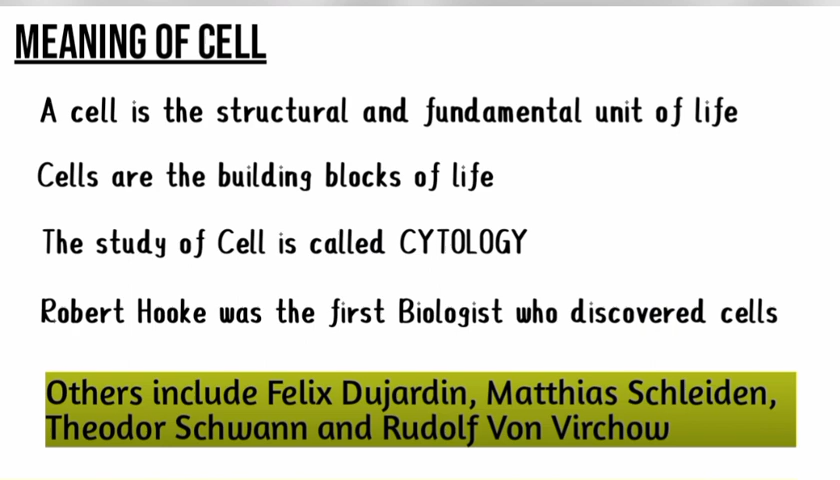 MEANING OF CELL
A cell is the structural and fundamental unit of life
Cells are the building blocks of life
The study of Cell is called CYTOLOGY
Robert Hooke was the first Biologist who discovered cells
Others include Felix Dujardin, Matthias Schleiden,
Theodor Schwann and Rudolf Von Virchow